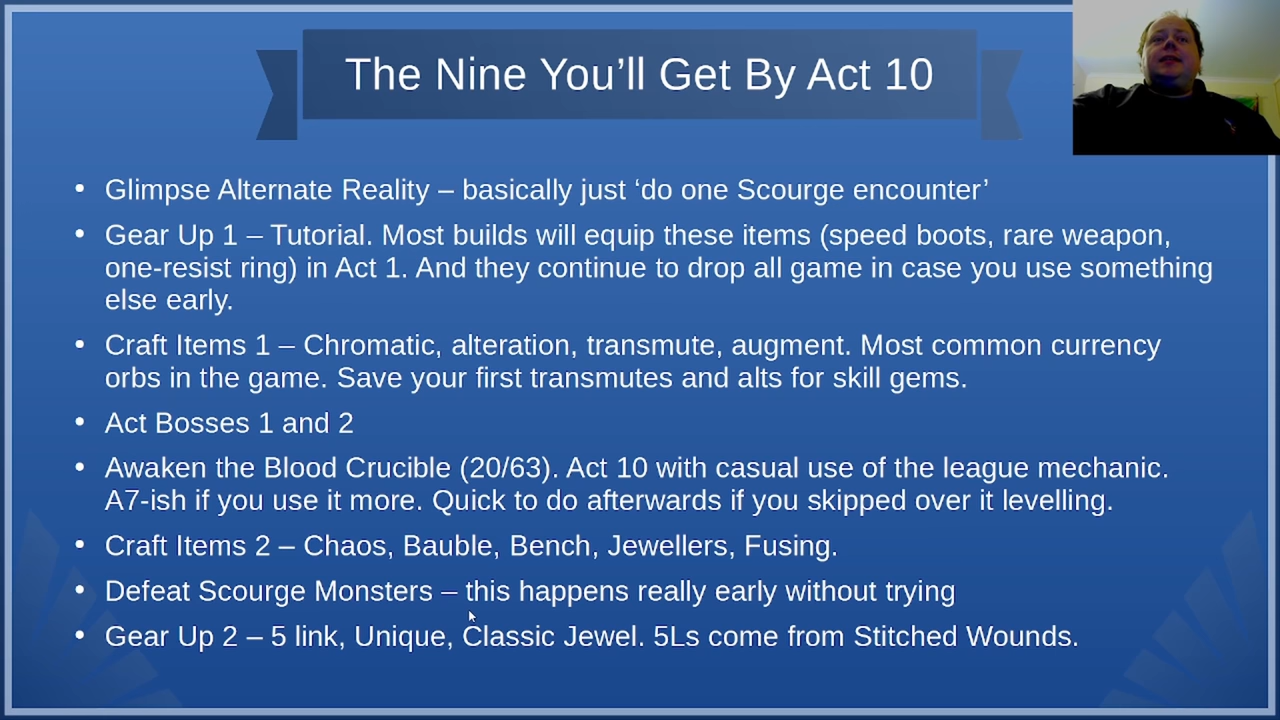 The Nine You’ll Get By Act 10
• Glimpse Alternate Reality – basically just ‘do one Scourge encounter’
• Gear Up 1 – Tutorial. Most builds will equip these items (speed boots, rare weapon,
one-resist ring) in Act 1. And they continue to drop all game in case you use something
else early.
• Craft Items 1 – Chromatic, alteration, transmute, augment. Most common currency
orbs in the game. Save your first transmutes and alts for skill gems.
• Act Bosses 1 and 2
• Awaken the Blood Crucible (20/63). Act 10 with casual use of the league mechanic.
A7-ish if you use it more. Quick to do afterwards if you skipped over it levelling.
• Craft Items 2 – Chaos, Bauble, Bench, Jewellers, Fusing.
• Defeat Scourge Monsters – this happens really early without trying
• Gear Up 2 – 5 link, Unique, Classic Jewel. 5Ls come from Stitched Wounds.